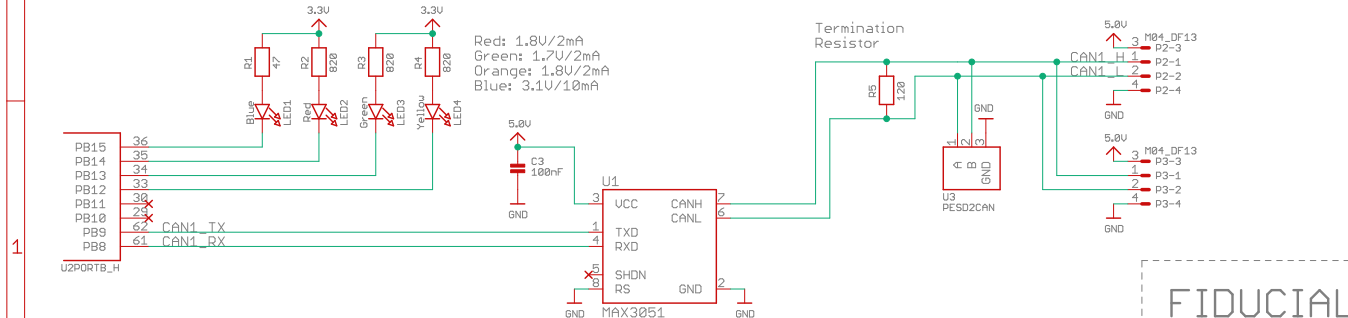 3.3V
3.3V
R1
47
R2
820
R3
820
R4
820
Blue
LED1
Red
LED2
Green
LED3
Yellow
LED4
Red: 1.8V/2mA
Green: 1.7V/2mA
Orange: 1.8V/2mA
Blue: 3.1V/10mA
Termination
Resistor
R5
120
5.0V
M04_DF13
CAN1_H
CAN1_L
3 P2-3
1 P2-1
2 P2-2
4 P2-4
GND
5.0V
M04_DF13
3 P3-3
1 P3-1
2 P3-2
4 P3-4
GND
GND
1 2 3
A B GND
U3
PESD2CAN
5.0V
C3
100nF
GND
PB15 36
PB14 35
PB13 34
PB12 33
PB11 30
PB10 29
PB9 62 CAN1_TX
PB8 61 CAN1_RX
U2PORTB_H
U1
3 VCC CANH 7
CANL 6
1 TXD
4 RXD
5 SHDN
8 RS GND 2
GND
MAX3051
GND
1
FIDUCIAL